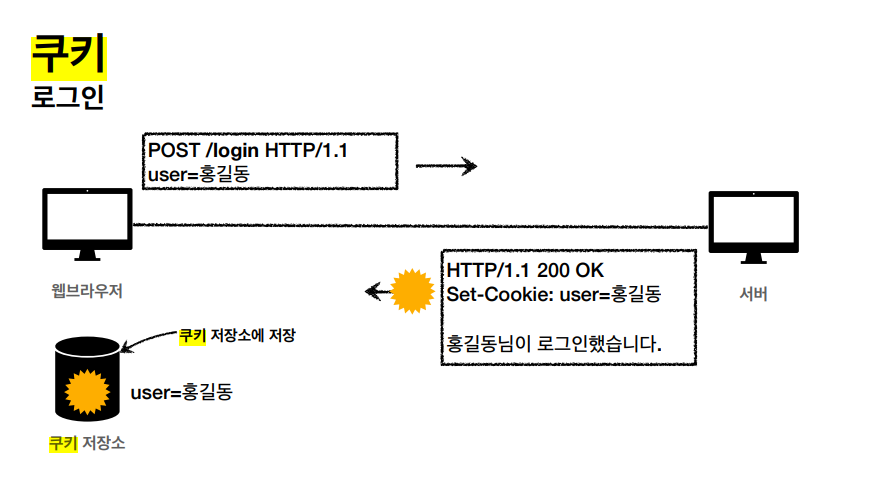 쿠키
로그인
POST /login HTTP/1.1
user=홍길동
웹브라우저
서버
HTTP/1.1 200 OK
Set-Cookie: user=홍길동
홍길동님이 로그인했습니다.
쿠키 저장소에 저장
user=홍길동
쿠키 저장소